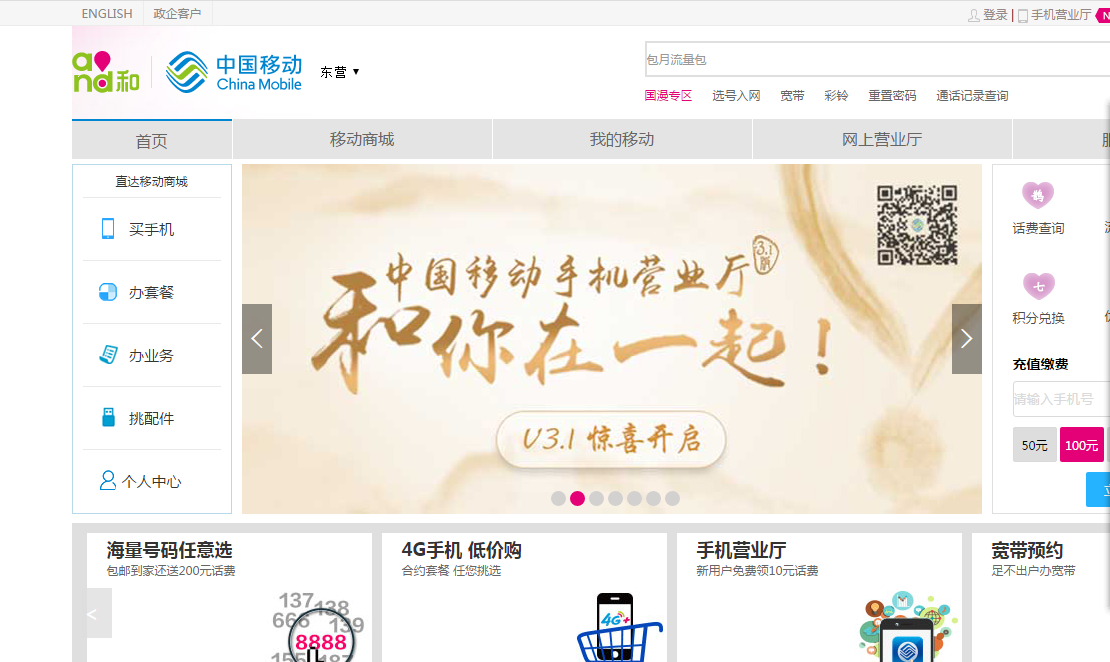 ENGLISH 政企客户 登录 | 手机营业厅 N
and和 中国移动 China Mobile 东营 ▼ 包月流量包
国漫专区 选号入网 宽带 彩铃 重置密码 通话记录查询
首页 移动商城 我的移动 网上营业厅
直达移动商城
买手机
办套餐
办业务
挑配件
个人中心
中国移动手机营业厅
3.1版
和你在一起！
V3.1 惊喜开启
话费查询
七
积分兑换
充值缴费
请输入手机号
50元 100元
海量号码任意选
包邮到家还送200元话费
137 138
666 139
8888
155 187
4G手机 低价购
合约套餐 任您挑选
4G+
手机营业厅
新用户免费领10元话费
宽带预约
足不出户办宽带